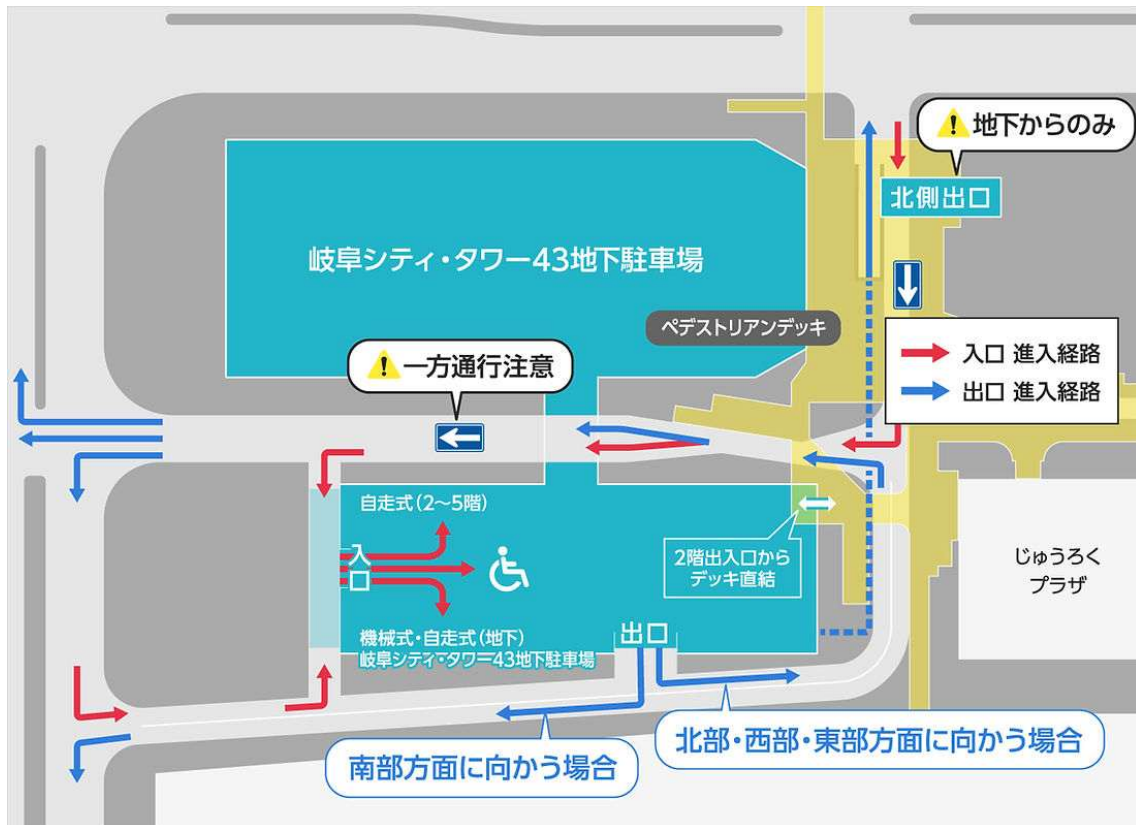 地下からのみ
北側出口
岐阜シティ・タワー43地下駐車場
ペデストリアンデッキ
入口 進入経路
出口 進入経路
一方通行注意
自走式（2〜5階）
入口
2階出入口から
デッキ直結
じゅうろく
プラザ
機械式・自走式（地下）
岐阜シティ・タワー43地下駐車場
出口
北部・西部・東部方面に向かう場合
南部方面に向かう場合